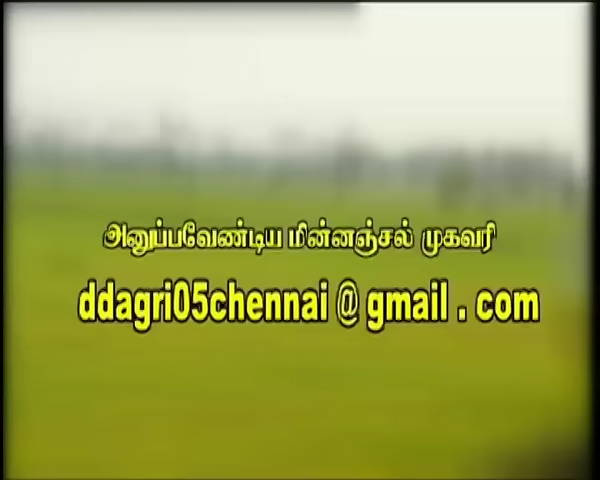 அனுப்பவேண்டிய மின்னஞ்சல் முகவரி
ddagri05chennai @ gmail . com